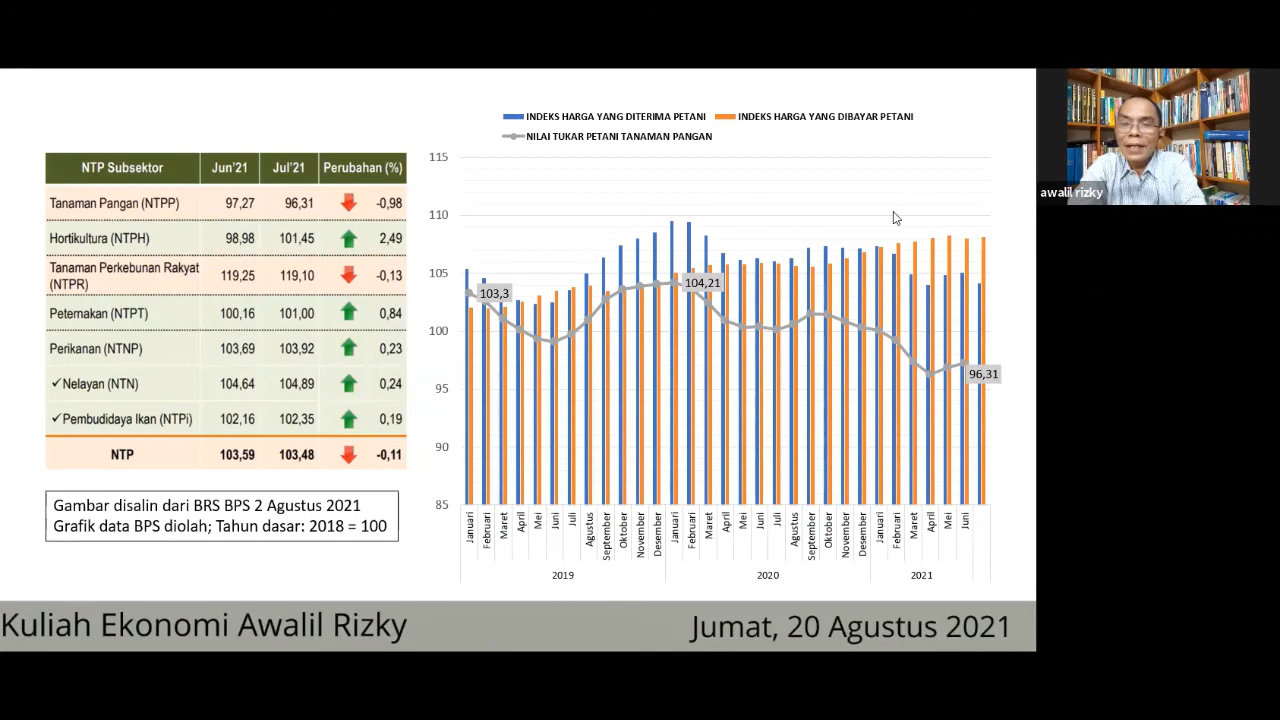 NTP Subsektor Jun'21 Jul'21 Perubahan (%)
Tanaman Pangan (NTPP) 97,27 96,31 -0,98
Hortikultura (NTPH) 98,98 101,45 2,49
Tanaman Perkebunan Rakyat
(NTPR) 119,25 119,10 -0,13
Peternakan (NTPT) 100,16 101,00 0,84
Perikanan (NTNP) 103,69 103,92 0,23
✓Nelayan (NTN) 104,64 104,89 0,24
✓Pembudidaya Ikan (NTPi) 102,16 102,35 0,19
NTP 103,59 103,48 -0,11
Gambar disalin dari BRS BPS 2 Agustus 2021
Grafik data BPS diolah; Tahun dasar: 2018 = 100
INDEKS HARGA YANG DITERIMA PETANI INDEKS HARGA YANG DIBAYAR PETANI
NILAI TUKAR PETANI TANAMAN PANGAN
115
110
105
100
95
90
85
103,3
104,21
96,31
Januari Februari Maret April Mei Juni Juli Agustus September Oktober November Desember Januari Februari Maret April Mei Juni Juli Agustus September Oktober November Desember Januari Februari Maret April Mei Juni
2019 2020 2021
awalil rizky
Kuliah Ekonomi Awalil Rizky Jumat, 20 Agustus 2021